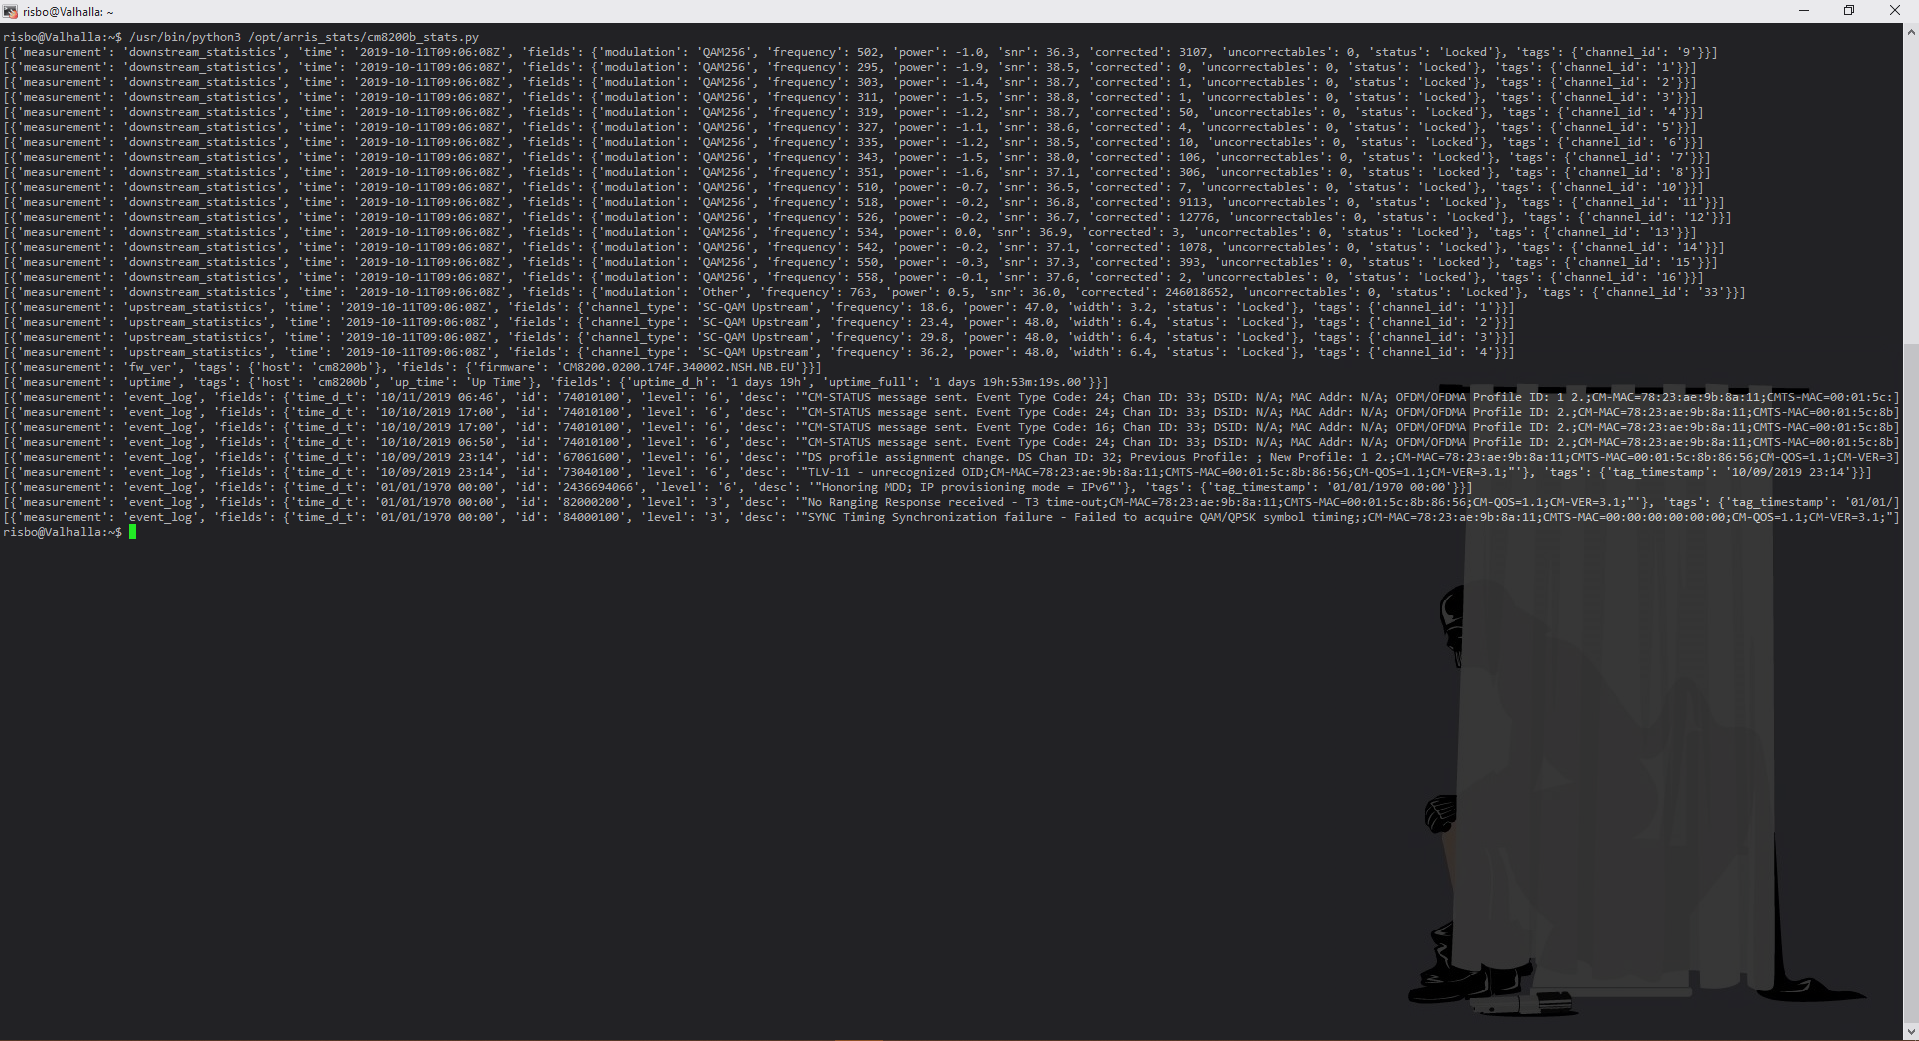 risbo@Valhalla: ~
risbo@Valhalla:~$ /usr/bin/python3 /opt/arris_stats/cm8200b_stats.py
[{'measurement': 'downstream_statistics', 'time': '2019-10-11T09:06:08Z', 'fields': {'modulation': 'QAM256', 'frequency': 502, 'power': -1.0, 'snr': 36.3, 'corrected': 3107, 'uncorrectables': 0, 'status': 'Locked'}, 'tags': {'channel_id': '9'}}]
[{'measurement': 'downstream_statistics', 'time': '2019-10-11T09:06:08Z', 'fields': {'modulation': 'QAM256', 'frequency': 295, 'power': -1.9, 'snr': 38.5, 'corrected': 0, 'uncorrectables': 0, 'status': 'Locked'}, 'tags': {'channel_id': '1'}}]
[{'measurement': 'downstream_statistics', 'time': '2019-10-11T09:06:08Z', 'fields': {'modulation': 'QAM256', 'frequency': 303, 'power': -1.4, 'snr': 38.7, 'corrected': 1, 'uncorrectables': 0, 'status': 'Locked'}, 'tags': {'channel_id': '2'}}]
[{'measurement': 'downstream_statistics', 'time': '2019-10-11T09:06:08Z', 'fields': {'modulation': 'QAM256', 'frequency': 311, 'power': -1.5, 'snr': 38.8, 'corrected': 1, 'uncorrectables': 0, 'status': 'Locked'}, 'tags': {'channel_id': '3'}}]
[{'measurement': 'downstream_statistics', 'time': '2019-10-11T09:06:08Z', 'fields': {'modulation': 'QAM256', 'frequency': 319, 'power': -1.2, 'snr': 38.7, 'corrected': 50, 'uncorrectables': 0, 'status': 'Locked'}, 'tags': {'channel_id': '4'}}]
[{'measurement': 'downstream_statistics', 'time': '2019-10-11T09:06:08Z', 'fields': {'modulation': 'QAM256', 'frequency': 327, 'power': -1.1, 'snr': 38.6, 'corrected': 4, 'uncorrectables': 0, 'status': 'Locked'}, 'tags': {'channel_id': '5'}}]
[{'measurement': 'downstream_statistics', 'time': '2019-10-11T09:06:08Z', 'fields': {'modulation': 'QAM256', 'frequency': 335, 'power': -1.2, 'snr': 38.5, 'corrected': 10, 'uncorrectables': 0, 'status': 'Locked'}, 'tags': {'channel_id': '6'}}]
[{'measurement': 'downstream_statistics', 'time': '2019-10-11T09:06:08Z', 'fields': {'modulation': 'QAM256', 'frequency': 343, 'power': -1.5, 'snr': 38.0, 'corrected': 106, 'uncorrectables': 0, 'status': 'Locked'}, 'tags': {'channel_id': '7'}}]
[{'measurement': 'downstream_statistics', 'time': '2019-10-11T09:06:08Z', 'fields': {'modulation': 'QAM256', 'frequency': 351, 'power': -1.6, 'snr': 37.1, 'corrected': 306, 'uncorrectables': 0, 'status': 'Locked'}, 'tags': {'channel_id': '8'}}]
[{'measurement': 'downstream_statistics', 'time': '2019-10-11T09:06:08Z', 'fields': {'modulation': 'QAM256', 'frequency': 510, 'power': -0.7, 'snr': 36.5, 'corrected': 7, 'uncorrectables': 0, 'status': 'Locked'}, 'tags': {'channel_id': '10'}}]
[{'measurement': 'downstream_statistics', 'time': '2019-10-11T09:06:08Z', 'fields': {'modulation': 'QAM256', 'frequency': 518, 'power': -0.2, 'snr': 36.8, 'corrected': 9113, 'uncorrectables': 0, 'status': 'Locked'}, 'tags': {'channel_id': '11'}}]
[{'measurement': 'downstream_statistics', 'time': '2019-10-11T09:06:08Z', 'fields': {'modulation': 'QAM256', 'frequency': 526, 'power': -0.2, 'snr': 36.7, 'corrected': 12776, 'uncorrectables': 0, 'status': 'Locked'}, 'tags': {'channel_id': '12'}}]
[{'measurement': 'downstream_statistics', 'time': '2019-10-11T09:06:08Z', 'fields': {'modulation': 'QAM256', 'frequency': 534, 'power': 0.0, 'snr': 36.9, 'corrected': 3, 'uncorrectables': 0, 'status': 'Locked'}, 'tags': {'channel_id': '13'}}]
[{'measurement': 'downstream_statistics', 'time': '2019-10-11T09:06:08Z', 'fields': {'modulation': 'QAM256', 'frequency': 542, 'power': -0.2, 'snr': 37.1, 'corrected': 1078, 'uncorrectables': 0, 'status': 'Locked'}, 'tags': {'channel_id': '14'}}]
[{'measurement': 'downstream_statistics', 'time': '2019-10-11T09:06:08Z', 'fields': {'modulation': 'QAM256', 'frequency': 550, 'power': -0.3, 'snr': 37.3, 'corrected': 393, 'uncorrectables': 0, 'status': 'Locked'}, 'tags': {'channel_id': '15'}}]
[{'measurement': 'downstream_statistics', 'time': '2019-10-11T09:06:08Z', 'fields': {'modulation': 'QAM256', 'frequency': 558, 'power': -0.1, 'snr': 37.6, 'corrected': 2, 'uncorrectables': 0, 'status': 'Locked'}, 'tags': {'channel_id': '16'}}]
[{'measurement': 'downstream_statistics', 'time': '2019-10-11T09:06:08Z', 'fields': {'modulation': 'Other', 'frequency': 763, 'power': 0.5, 'snr': 36.0, 'corrected': 246018652, 'uncorrectables': 0, 'status': 'Locked'}, 'tags': {'channel_id': '33'}}]
[{'measurement': 'upstream_statistics', 'time': '2019-10-11T09:06:08Z', 'fields': {'channel_type': 'SC-QAM Upstream', 'frequency': 18.6, 'power': 47.0, 'width': 3.2, 'status': 'Locked'}, 'tags': {'channel_id': '1'}}]
[{'measurement': 'upstream_statistics', 'time': '2019-10-11T09:06:08Z', 'fields': {'channel_type': 'SC-QAM Upstream', 'frequency': 23.4, 'power': 48.0, 'width': 6.4, 'status': 'Locked'}, 'tags': {'channel_id': '2'}}]
[{'measurement': 'upstream_statistics', 'time': '2019-10-11T09:06:08Z', 'fields': {'channel_type': 'SC-QAM Upstream', 'frequency': 29.8, 'power': 48.0, 'width': 6.4, 'status': 'Locked'}, 'tags': {'channel_id': '3'}}]
[{'measurement': 'upstream_statistics', 'time': '2019-10-11T09:06:08Z', 'fields': {'channel_type': 'SC-QAM Upstream', 'frequency': 36.2, 'power': 48.0, 'width': 6.4, 'status': 'Locked'}, 'tags': {'channel_id': '4'}}]
[{'measurement': 'fw_ver', 'tags': {'host': 'cm8200b'}, 'fields': {'firmware': 'CM8200.0200.174F.340002.NSH.NB.EU'}}]
[{'measurement': 'uptime', 'tags': {'host': 'cm8200b', 'up_time': 'Up Time'}, 'fields': {'uptime_d_h': '1 days 19h', 'uptime_full': '1 days 19h:53m:19s.00'}}]
[{'measurement': 'event_log', 'fields': {'time_d_t': '10/11/2019 06:46', 'id': '74010100', 'level': '6', 'desc': '"CM-STATUS message sent. Event Type Code: 24; Chan ID: 33; DSID: N/A; MAC Addr: N/A; OFDM/OFDMA Profile ID: 1 2.;CM-MAC=78:23:ae:9b:8a:11;CMTS-MAC=00:01:5c:]
[{'measurement': 'event_log', 'fields': {'time_d_t': '10/10/2019 17:00', 'id': '74010100', 'level': '6', 'desc': '"CM-STATUS message sent. Event Type Code: 24; Chan ID: 33; DSID: N/A; MAC Addr: N/A; OFDM/OFDMA Profile ID: 2.;CM-MAC=78:23:ae:9b:8a:11;CMTS-MAC=00:01:5c:8b]
[{'measurement': 'event_log', 'fields': {'time_d_t': '10/10/2019 17:00', 'id': '74010100', 'level': '6', 'desc': '"CM-STATUS message sent. Event Type Code: 16; Chan ID: 33; DSID: N/A; MAC Addr: N/A; OFDM/OFDMA Profile ID: 2.;CM-MAC=78:23:ae:9b:8a:11;CMTS-MAC=00:01:5c:8b]
[{'measurement': 'event_log', 'fields': {'time_d_t': '10/10/2019 06:50', 'id': '74010100', 'level': '6', 'desc': '"CM-STATUS message sent. Event Type Code: 24; Chan ID: 33; DSID: N/A; MAC Addr: N/A; OFDM/OFDMA Profile ID: 2.;CM-MAC=78:23:ae:9b:8a:11;CMTS-MAC=00:01:5c:8b]
[{'measurement': 'event_log', 'fields': {'time_d_t': '10/09/2019 23:14', 'id': '67061600', 'level': '6', 'desc': '"DS profile assignment change. DS Chan ID: 32; Previous Profile: ; New Profile: 1 2.;CM-MAC=78:23:ae:9b:8a:11;CMTS-MAC=00:01:5c:8b:86:56;CM-QOS=1.1;CM-VER=3]
[{'measurement': 'event_log', 'fields': {'time_d_t': '10/09/2019 23:14', 'id': '73040100', 'level': '6', 'desc': '"TLV-11 - unrecognized OID;CM-MAC=78:23:ae:9b:8a:11;CMTS-MAC=00:01:5c:8b:86:56;CM-QOS=1.1;CM-VER=3.1;"'}, 'tags': {'tag_timestamp': '10/09/2019 23:14'}}]
[{'measurement': 'event_log', 'fields': {'time_d_t': '01/01/1970 00:00', 'id': '2436694066', 'level': '6', 'desc': '"Honoring MDD; IP provisioning mode = IPv6"'}, 'tags': {'tag_timestamp': '01/01/1970 00:00'}}]
[{'measurement': 'event_log', 'fields': {'time_d_t': '01/01/1970 00:00', 'id': '82000200', 'level': '3', 'desc': '"No Ranging Response received - T3 time-out;CM-MAC=78:23:ae:9b:8a:11;CMTS-MAC=00:01:5c:8b:86:56;CM-QOS=1.1;CM-VER=3.1;"'}, 'tags': {'tag_timestamp': '01/01/]
[{'measurement': 'event_log', 'fields': {'time_d_t': '01/01/1970 00:00', 'id': '84000100', 'level': '3', 'desc': '"SYNC Timing Synchronization failure - Failed to acquire QAM/QPSK symbol timing;;CM-MAC=78:23:ae:9b:8a:11;CMTS-MAC=00:00:00:00:00:00;CM-QOS=1.1;CM-VER=3.1;"]
risbo@Valhalla:~$